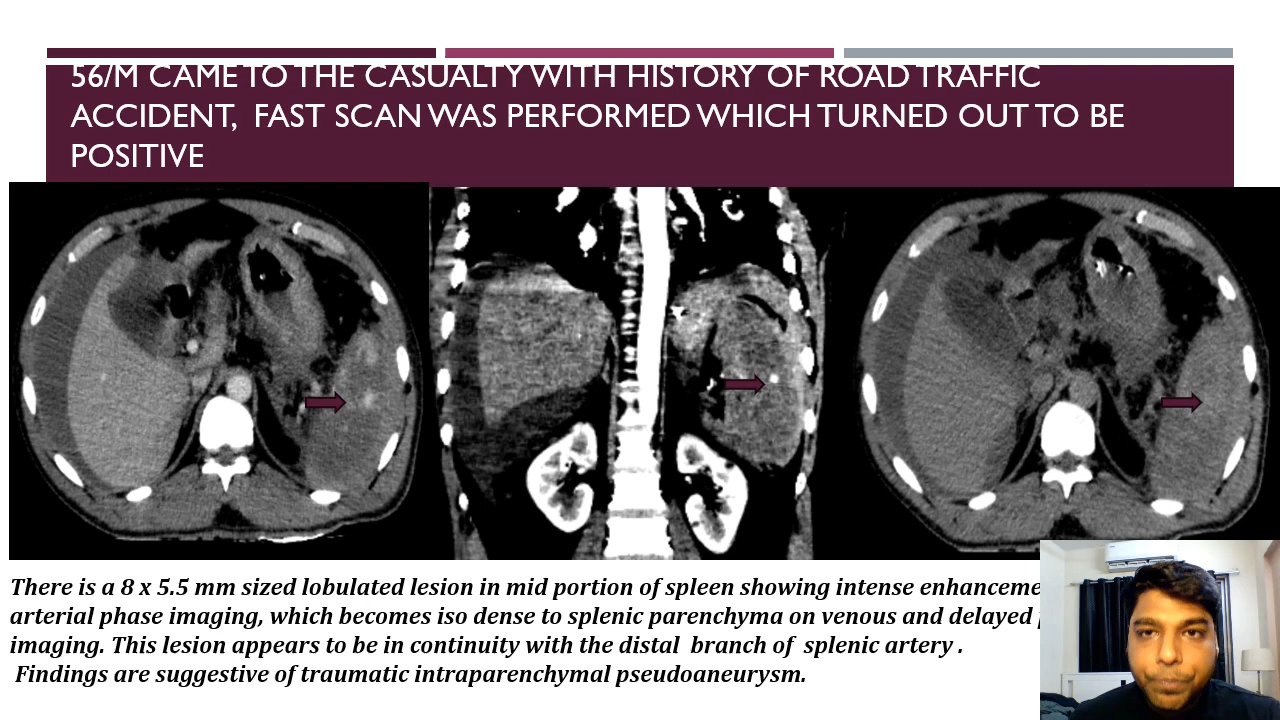 56/M CAME TO THE CASUALTY WITH HISTORY OF ROAD TRAFFIC
ACCIDENT, FAST SCAN WAS PERFORMED WHICH TURNED OUT TO BE
POSITIVE
There is a 8 x 5.5 mm sized lobulated lesion in mid portion of spleen showing intense
arterial phase imaging, which becomes iso dense to splenic parenchyma on venous and delayed
imaging. This lesion appears to be in continuity with the distal branch of splenic artery .
Findings are suggestive of traumatic intraparenchymal pseudoaneurysm.